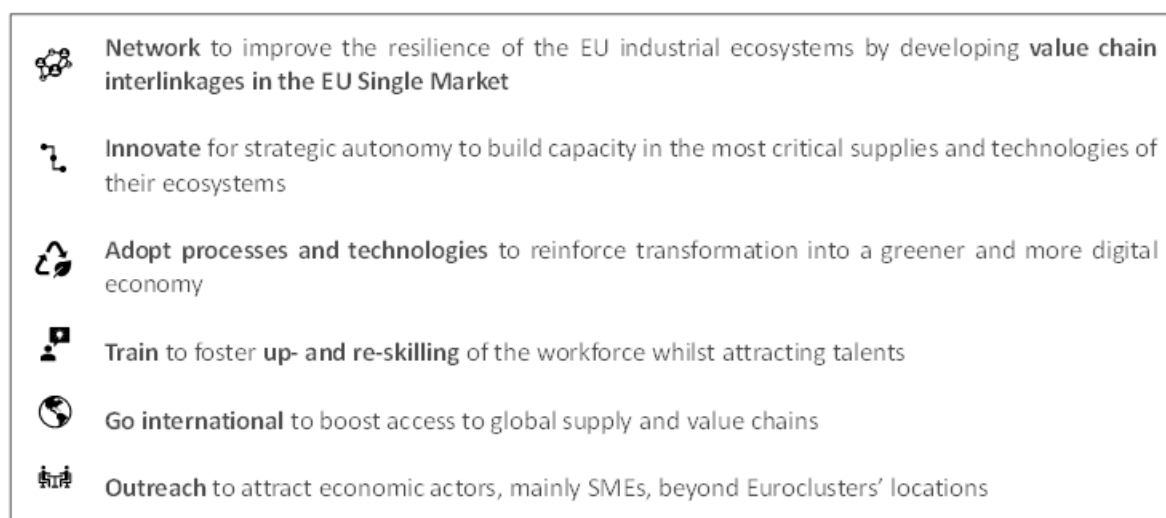 Network to improve the resilience of the EU industrial ecosystems by developing value chain
interlinkages in the EU Single Market
Innovate for strategic autonomy to build capacity in the most critical supplies and technologies of
their ecosystems
Adopt processes and technologies to reinforce transformation into a greener and more digital
economy
Train to foster up- and re-skilling of the workforce whilst attracting talents
Go international to boost access to global supply and value chains
Outreach to attract economic actors, mainly SMEs, beyond Euroclusters’ locations